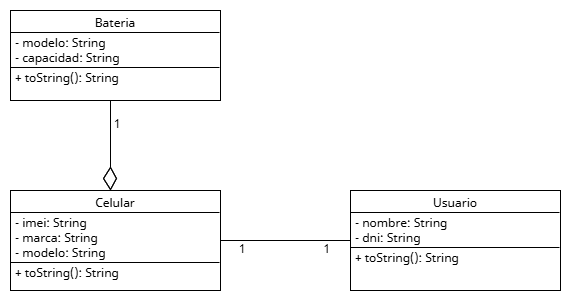 Bateria
- modelo: String
- capacidad: String
+ toString(): String
1
Celular
- imei: String
- marca: String
- modelo: String
+ toString(): String
1
1
Usuario
- nombre: String
- dni: String
+ toString(): String